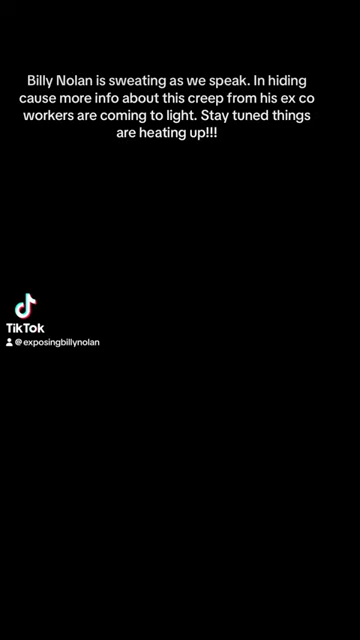 Billy Nolan is sweating as we speak. In hiding
cause more info about this creep from his ex co
workers are coming to light. Stay tuned things
are heating up!!!
TikTok
@exposingbillynolan